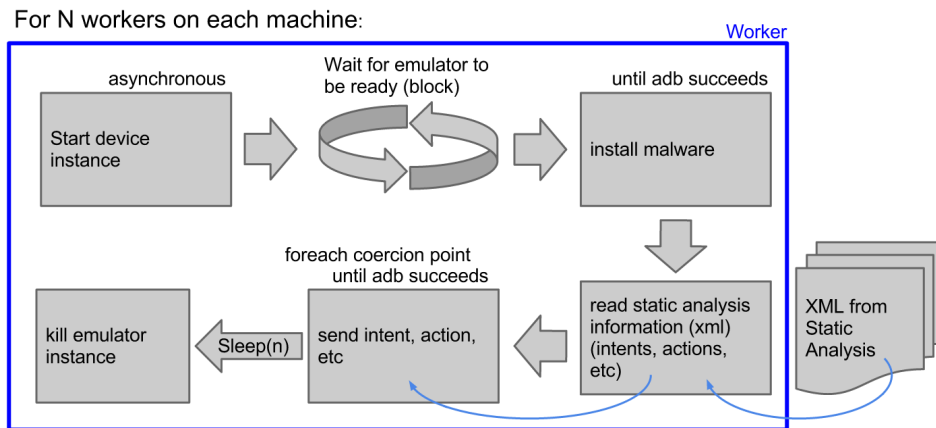 For N workers on each machine:
Worker
asynchronous
Wait for emulator to
be ready (block)
until adb succeeds
Start device
instance
install malware
foreach coercion point
until adb succeeds
kill emulator
instance
Sleep(n)
send intent, action,
etc
read static analysis
information (xml)
(intents, actions,
etc)
XML from
Static
Analysis